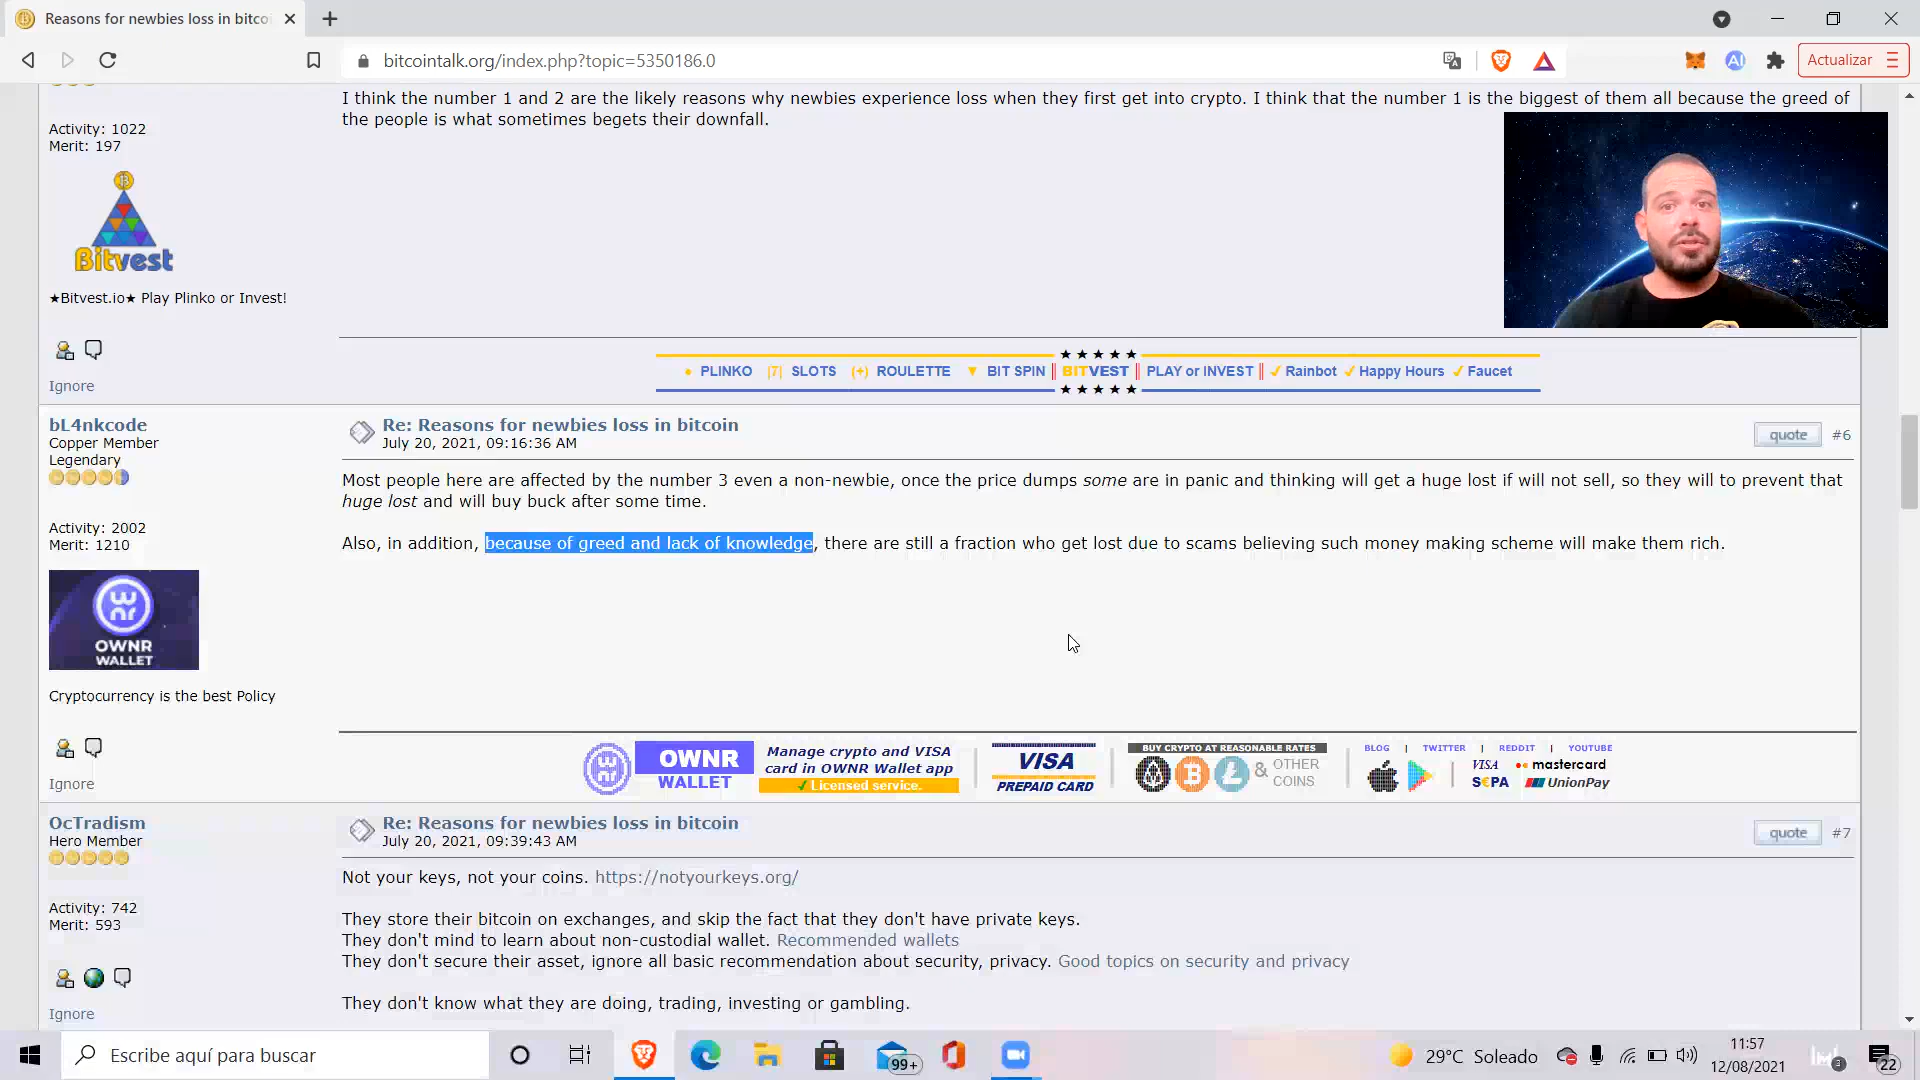 Reasons for newbies loss in bitco
bitcointalk.org/index.php?topic=5350186.0
Actualizar
I think the number 1 and 2 are the likely reasons why newbies experience loss when they first get into crypto. I think that the number 1 is the biggest of them all because the greed of
the people is what sometimes begets their downfall.
Activity: 1022
Merit: 197
Bitvest
★Bitvest.io★ Play Plinko or Invest!
Ignore
★ ★ ★ ★ ★
● PLINKO [7] SLOTS (+) ROULETTE ▼ BIT SPIN || BITVEST || PLAY or INVEST || ✓ Rainbot ✓ Happy Hours ✓ Faucet
★ ★ ★ ★ ★
bL4nkcode
Copper Member
Legendary
Activity: 2002
Merit: 1210
OWNR
WALLET
Cryptocurrency is the best Policy
Ignore
Re: Reasons for newbies loss in bitcoin
July 20, 2021, 09:16:36 AM
quote #6
Most people here are affected by the number 3 even a non-newbie, once the price dumps some are in panic and thinking will get a huge lost if will not sell, so they will to prevent that
huge lost and will buy buck after some time.
Also, in addition, because of greed and lack of knowledge, there are still a fraction who get lost due to scams believing such money making scheme will make them rich.
OWNR
WALLET
Manage crypto and VISA
card in OWNR Wallet app
✓ Licensed service.
VISA
PREPAID CARD
BUY CRYPTO AT REASONABLE RATES
& OTHER
COINS
BLOG | TWITTER | REDDIT | YOUTUBE
VISA mastercard
S€PA UnionPay
OcTradism
Hero Member
Activity: 742
Merit: 593
Ignore
Re: Reasons for newbies loss in bitcoin
July 20, 2021, 09:39:43 AM
quote #7
Not your keys, not your coins. https://notyourkeys.org/
They store their bitcoin on exchanges, and skip the fact that they don't have private keys.
They don't mind to learn about non-custodial wallet. Recommended wallets
They don't secure their asset, ignore all basic recommendation about security, privacy. Good topics on security and privacy
They don't know what they are doing, trading, investing or gambling.
Escribe aquí para buscar
99+
29°C Soleado
11:57
12/08/2021
3
22